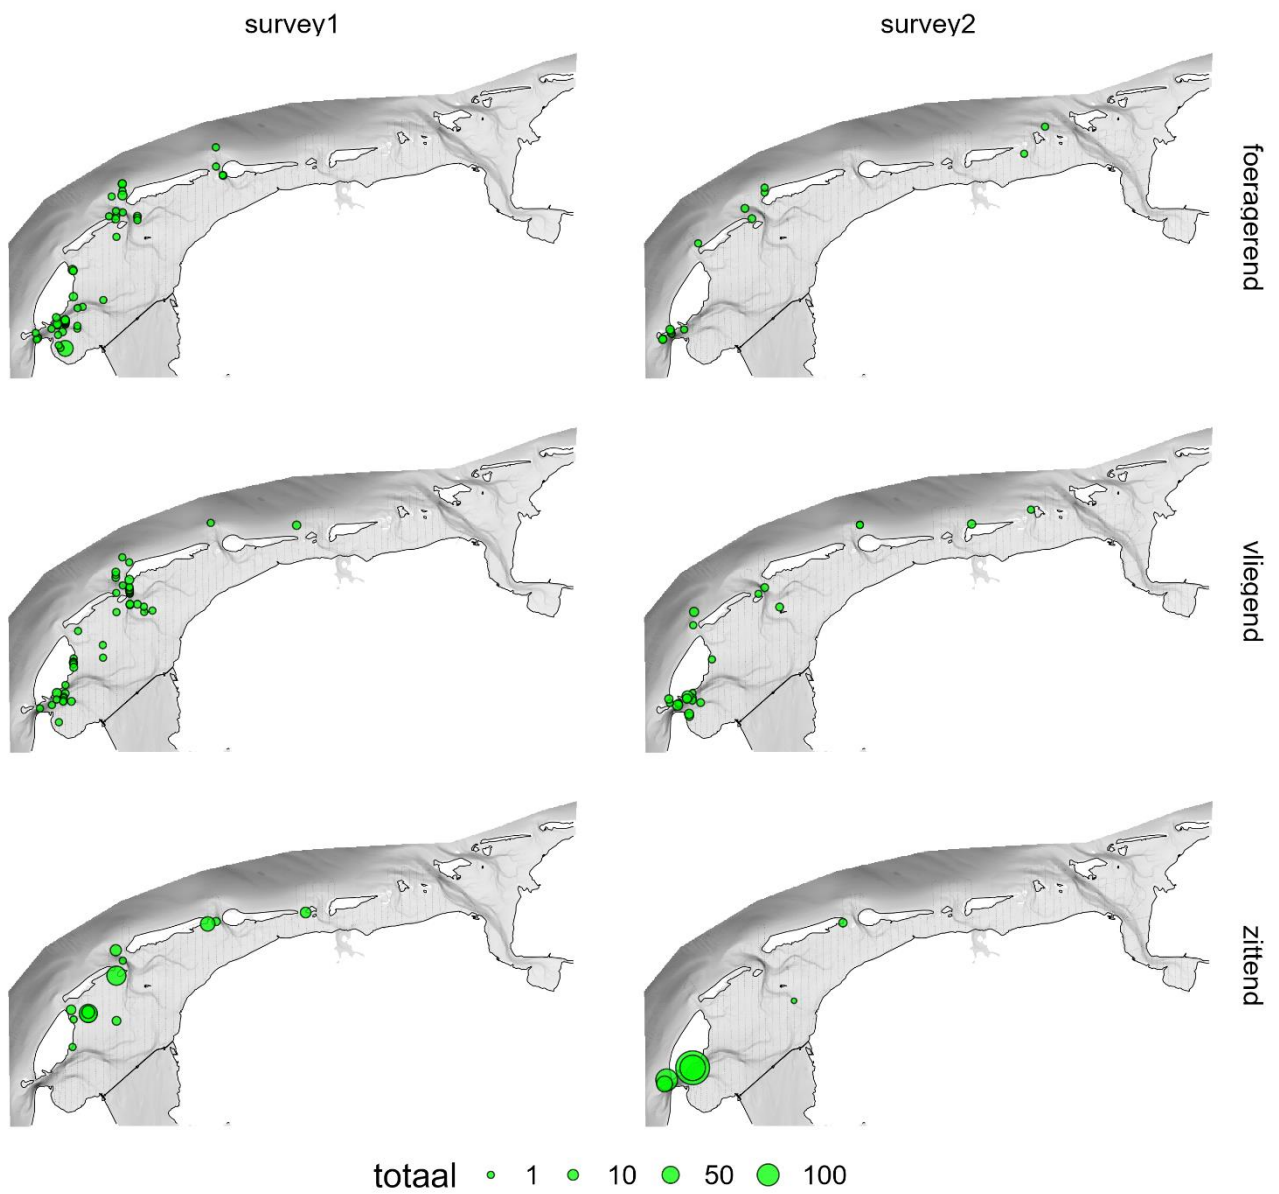 survey1
survey2
foeragerend
vliegend
zittend
totaal 1 10 50 100